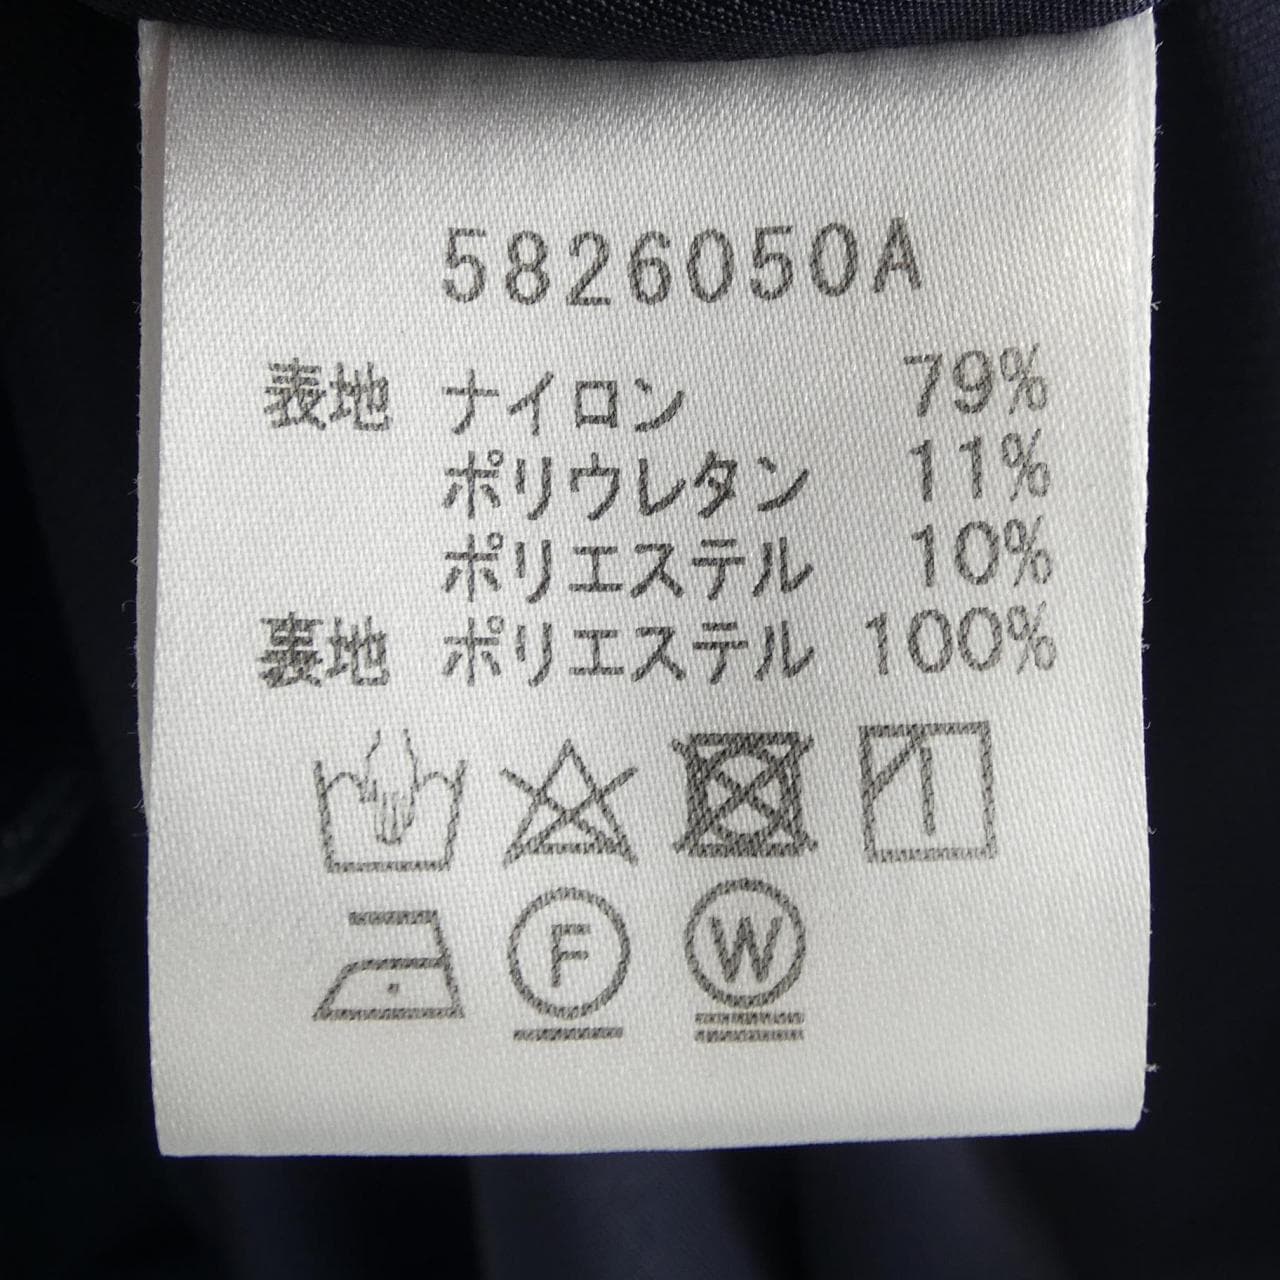 5826050A
表地 ナイロン 79%
ポリウレタン 11%
ポリエステル 10%
裏地 ポリエステル 100%
F W